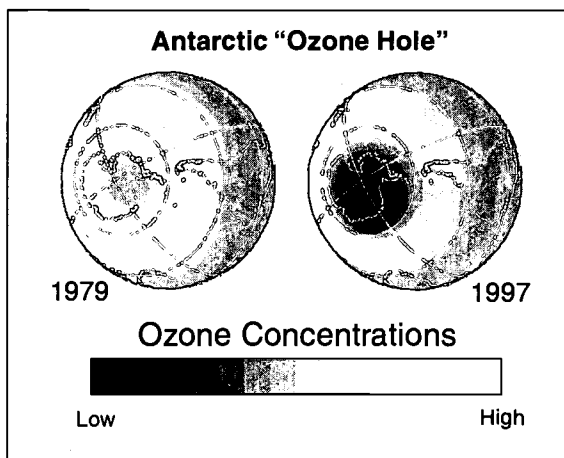 Antarctic “Ozone Hole”
1979
1997
Ozone Concentrations
Low
High